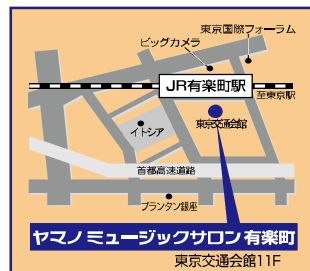 東京国際フォーラム
ビッグカメラ
JR有楽町駅
至東京駅
東京交通会館
イトシア
首都高速道路
プランタン銀座
ヤマノ ミュージックサロン 有楽町
東京交通会館11F